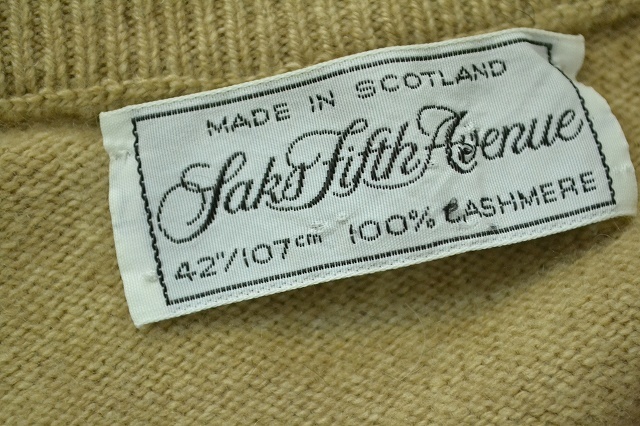 MADE IN SCOTLAND
Saks Fifth Avenue
42"/107cm 100% CASHMERE